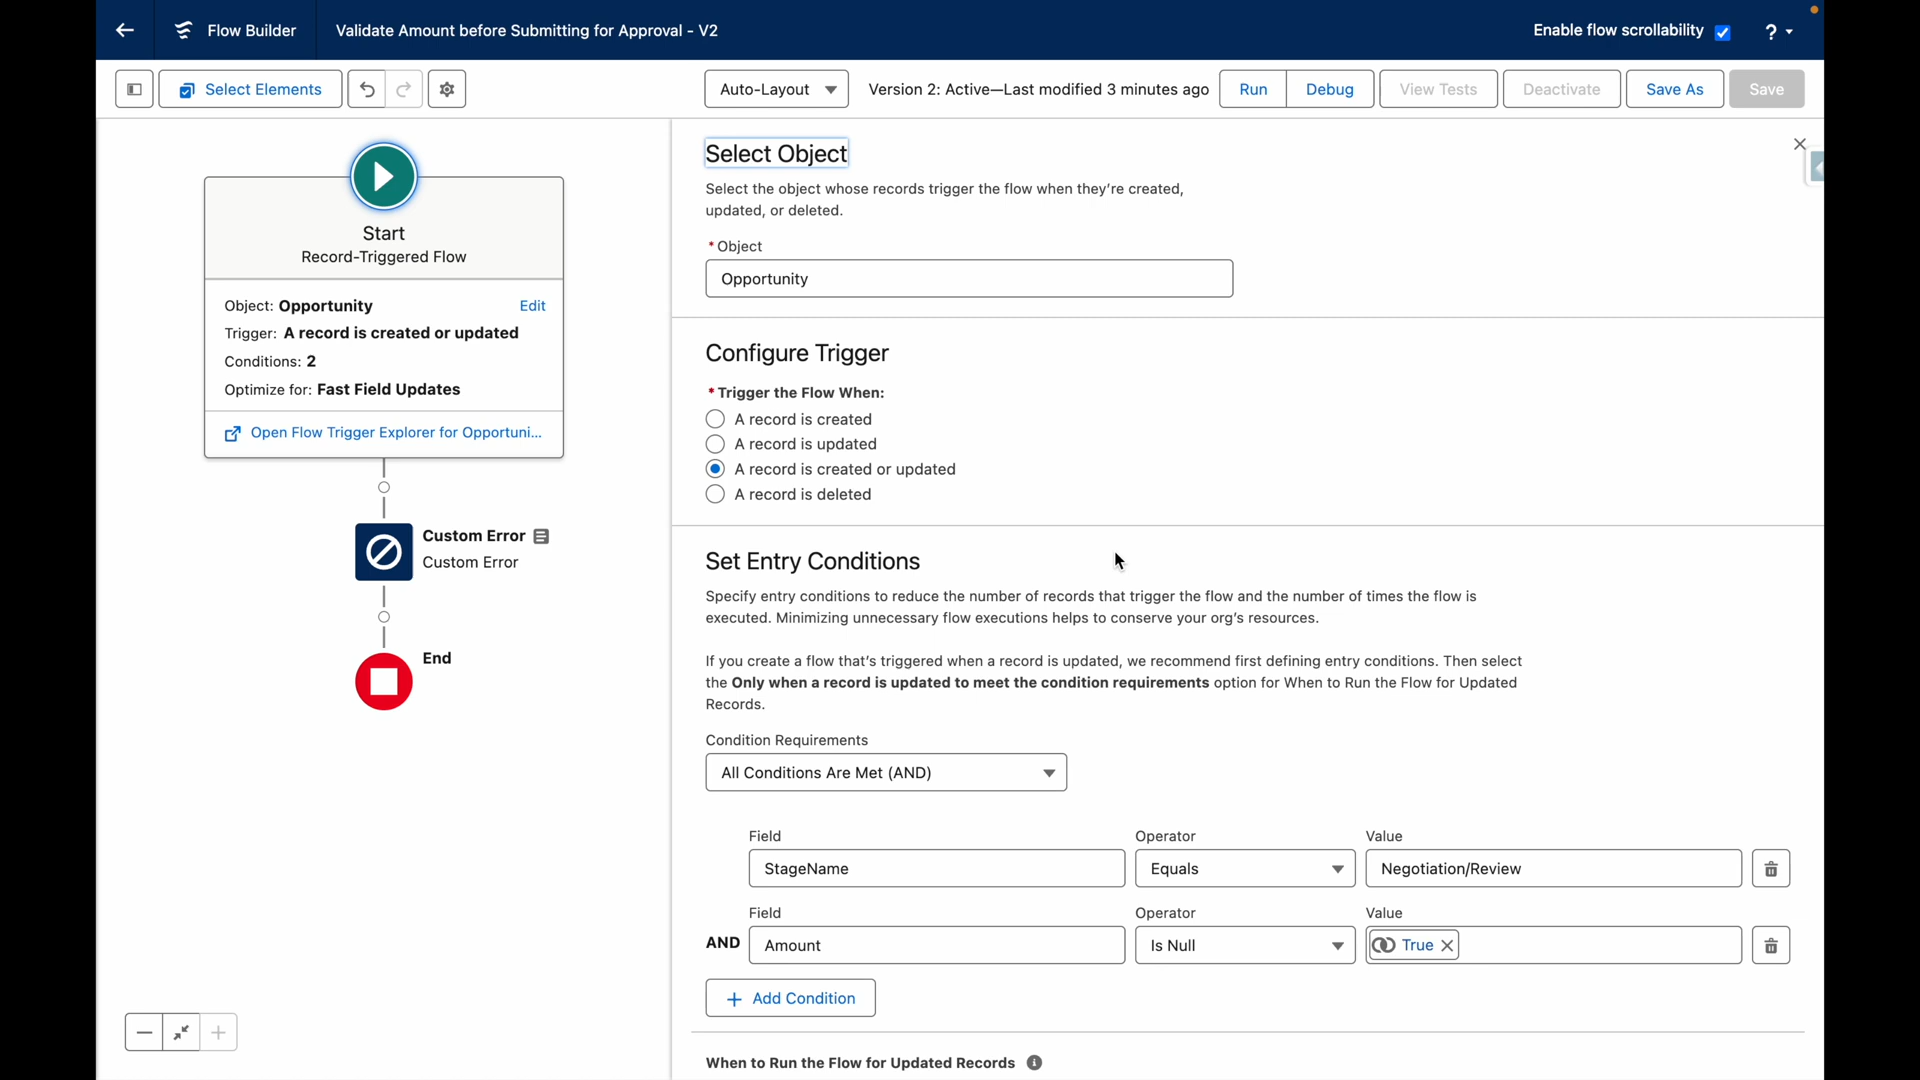 Flow Builder
Validate Amount before Submitting for Approval - V2
Enable flow scrollability
?
Select Elements
Auto-Layout
Version 2: Active—Last modified 3 minutes ago
Run
Debug
View Tests
Deactivate
Save As
Save
Start
Record-Triggered Flow
Object: Opportunity
Edit
Trigger: A record is created or updated
Conditions: 2
Optimize for: Fast Field Updates
Open Flow Trigger Explorer for Opportuni...
Custom Error
Custom Error
End
Select Object
Select the object whose records trigger the flow when they're created,
updated, or deleted.
* Object
Opportunity
Configure Trigger
* Trigger the Flow When:
A record is created
A record is updated
A record is created or updated
A record is deleted
Set Entry Conditions
Specify entry conditions to reduce the number of records that trigger the flow and the number of times the flow is
executed. Minimizing unnecessary flow executions helps to conserve your org's resources.
If you create a flow that's triggered when a record is updated, we recommend first defining entry conditions. Then select
the Only when a record is updated to meet the condition requirements option for When to Run the Flow for Updated
Records.
Condition Requirements
All Conditions Are Met (AND)
Field Operator Value
StageName Equals Negotiation/Review
Field Operator Value
AND Amount Is Null True
Add Condition
When to Run the Flow for Updated Records